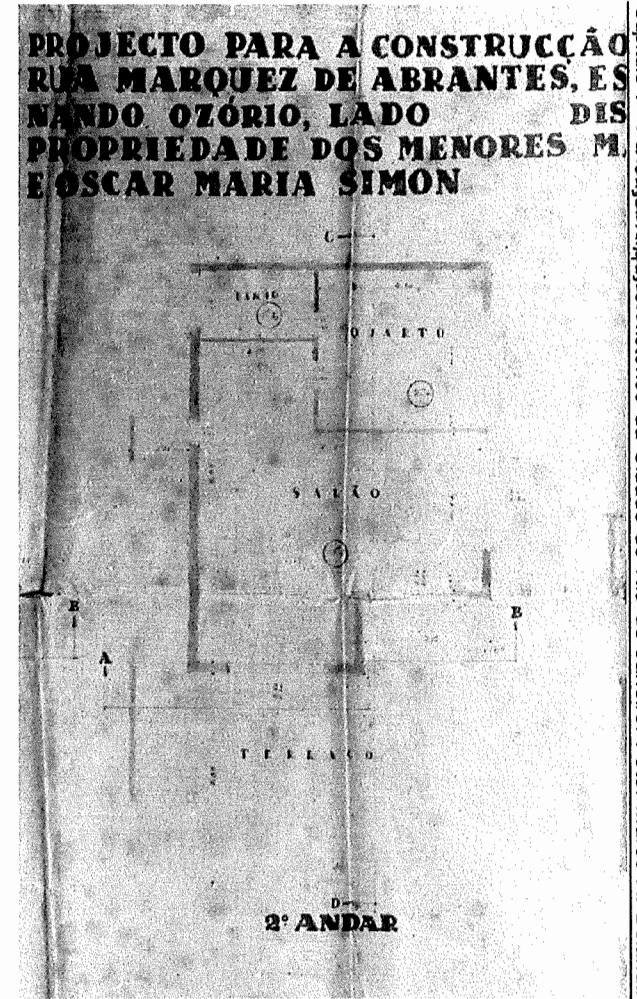 PROJECTO PARA A CONSTRUCÇÃO
RUA MARQUEZ DE ABRANTES, ES
NANDO OZÓRIO, LADO DIS
PROPRIEDADE DOS MENORES M.
E OSCAR MARIA SIMON
C
QUARTO
SALÃO
B
B
A
TERRAÇO
D
2º ANDAR